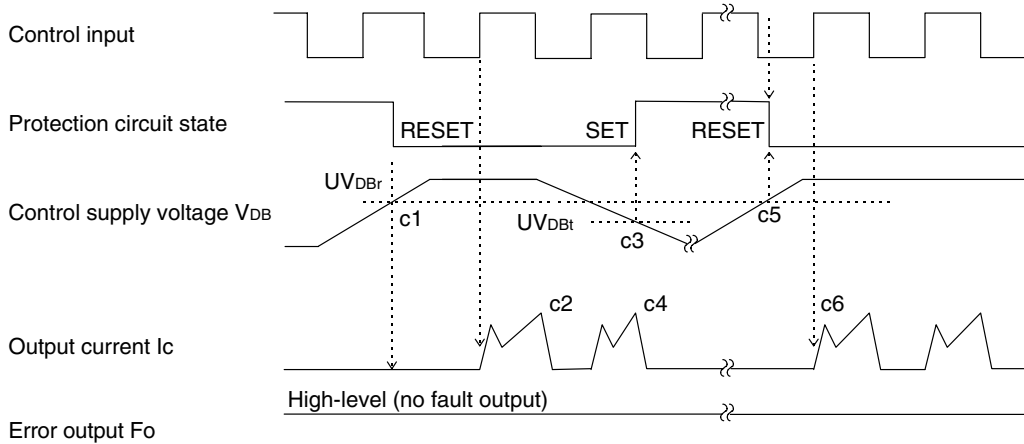 Control input
Protection circuit state
RESET
SET
RESET
UVDBr
Control supply voltage VDB
c1
UVDBt
c3
c5
c2
c4
c6
Output current Ic
High-level (no fault output)
Error output Fo